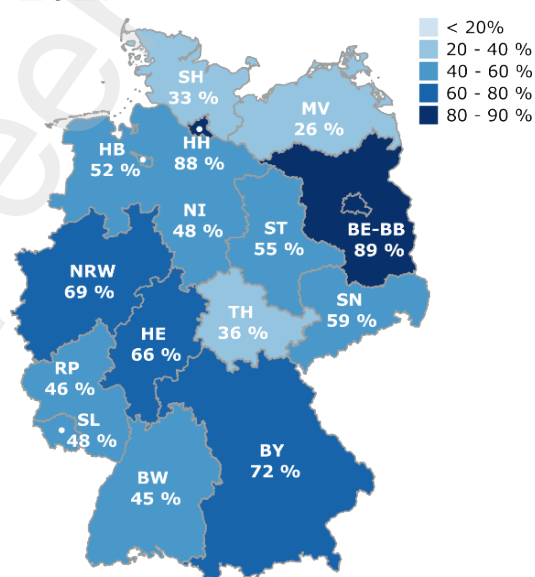 < 20%
20 - 40 %
40 - 60 %
60 - 80 %
80 - 90 %
SH
33 %
MV
26 %
HH
88 %
HB
52 %
NI
48 %
ST
55 %
BE-BB
89 %
NRW
69 %
TH
36 %
SN
59 %
HE
66 %
RP
46 %
SL
48 %
BY
72 %
BW
45 %